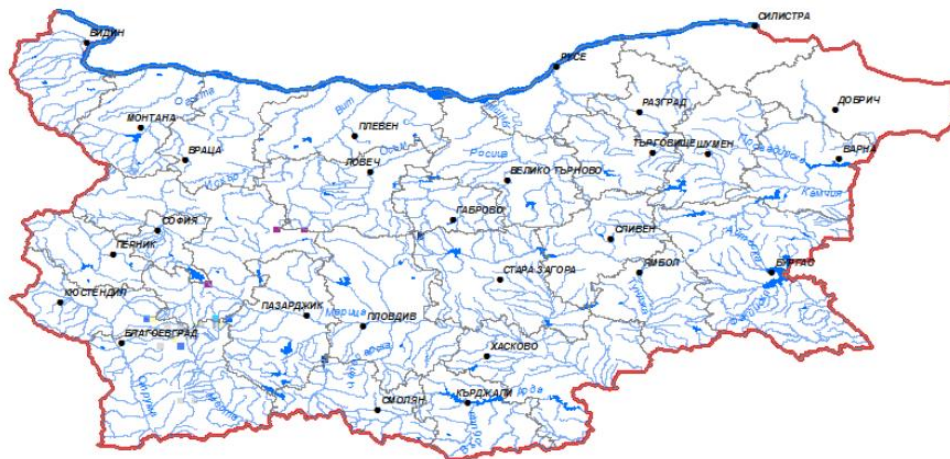 СИЛИСТРА
ВИДИН
РУСЕ
РАЗГРАД
ДОБРИЧ
МОНТАНА
Огоста
Вит
ПЛЕВЕН
ВРАЦА
ЛОВЕЧ
Осъм
Росица
ТЪРГОВИЩЕ
ШУМЕН
ВАРНА
Искър
ВЕЛИКО ТЪРНОВО
Камчия
ГАБРОВО
СОФИЯ
СЛИВЕН
ПЕРНИК
СТАРА ЗАГОРА
ЯМБОЛ
БУРГАС
КЮСТЕНДИЛ
ПАЗАРДЖИК
Марица
ПЛОВДИВ
БЛАГОЕВГРАД
ХАСКОВО
Струма
КЪРДЖАЛИ
СМОЛЯН